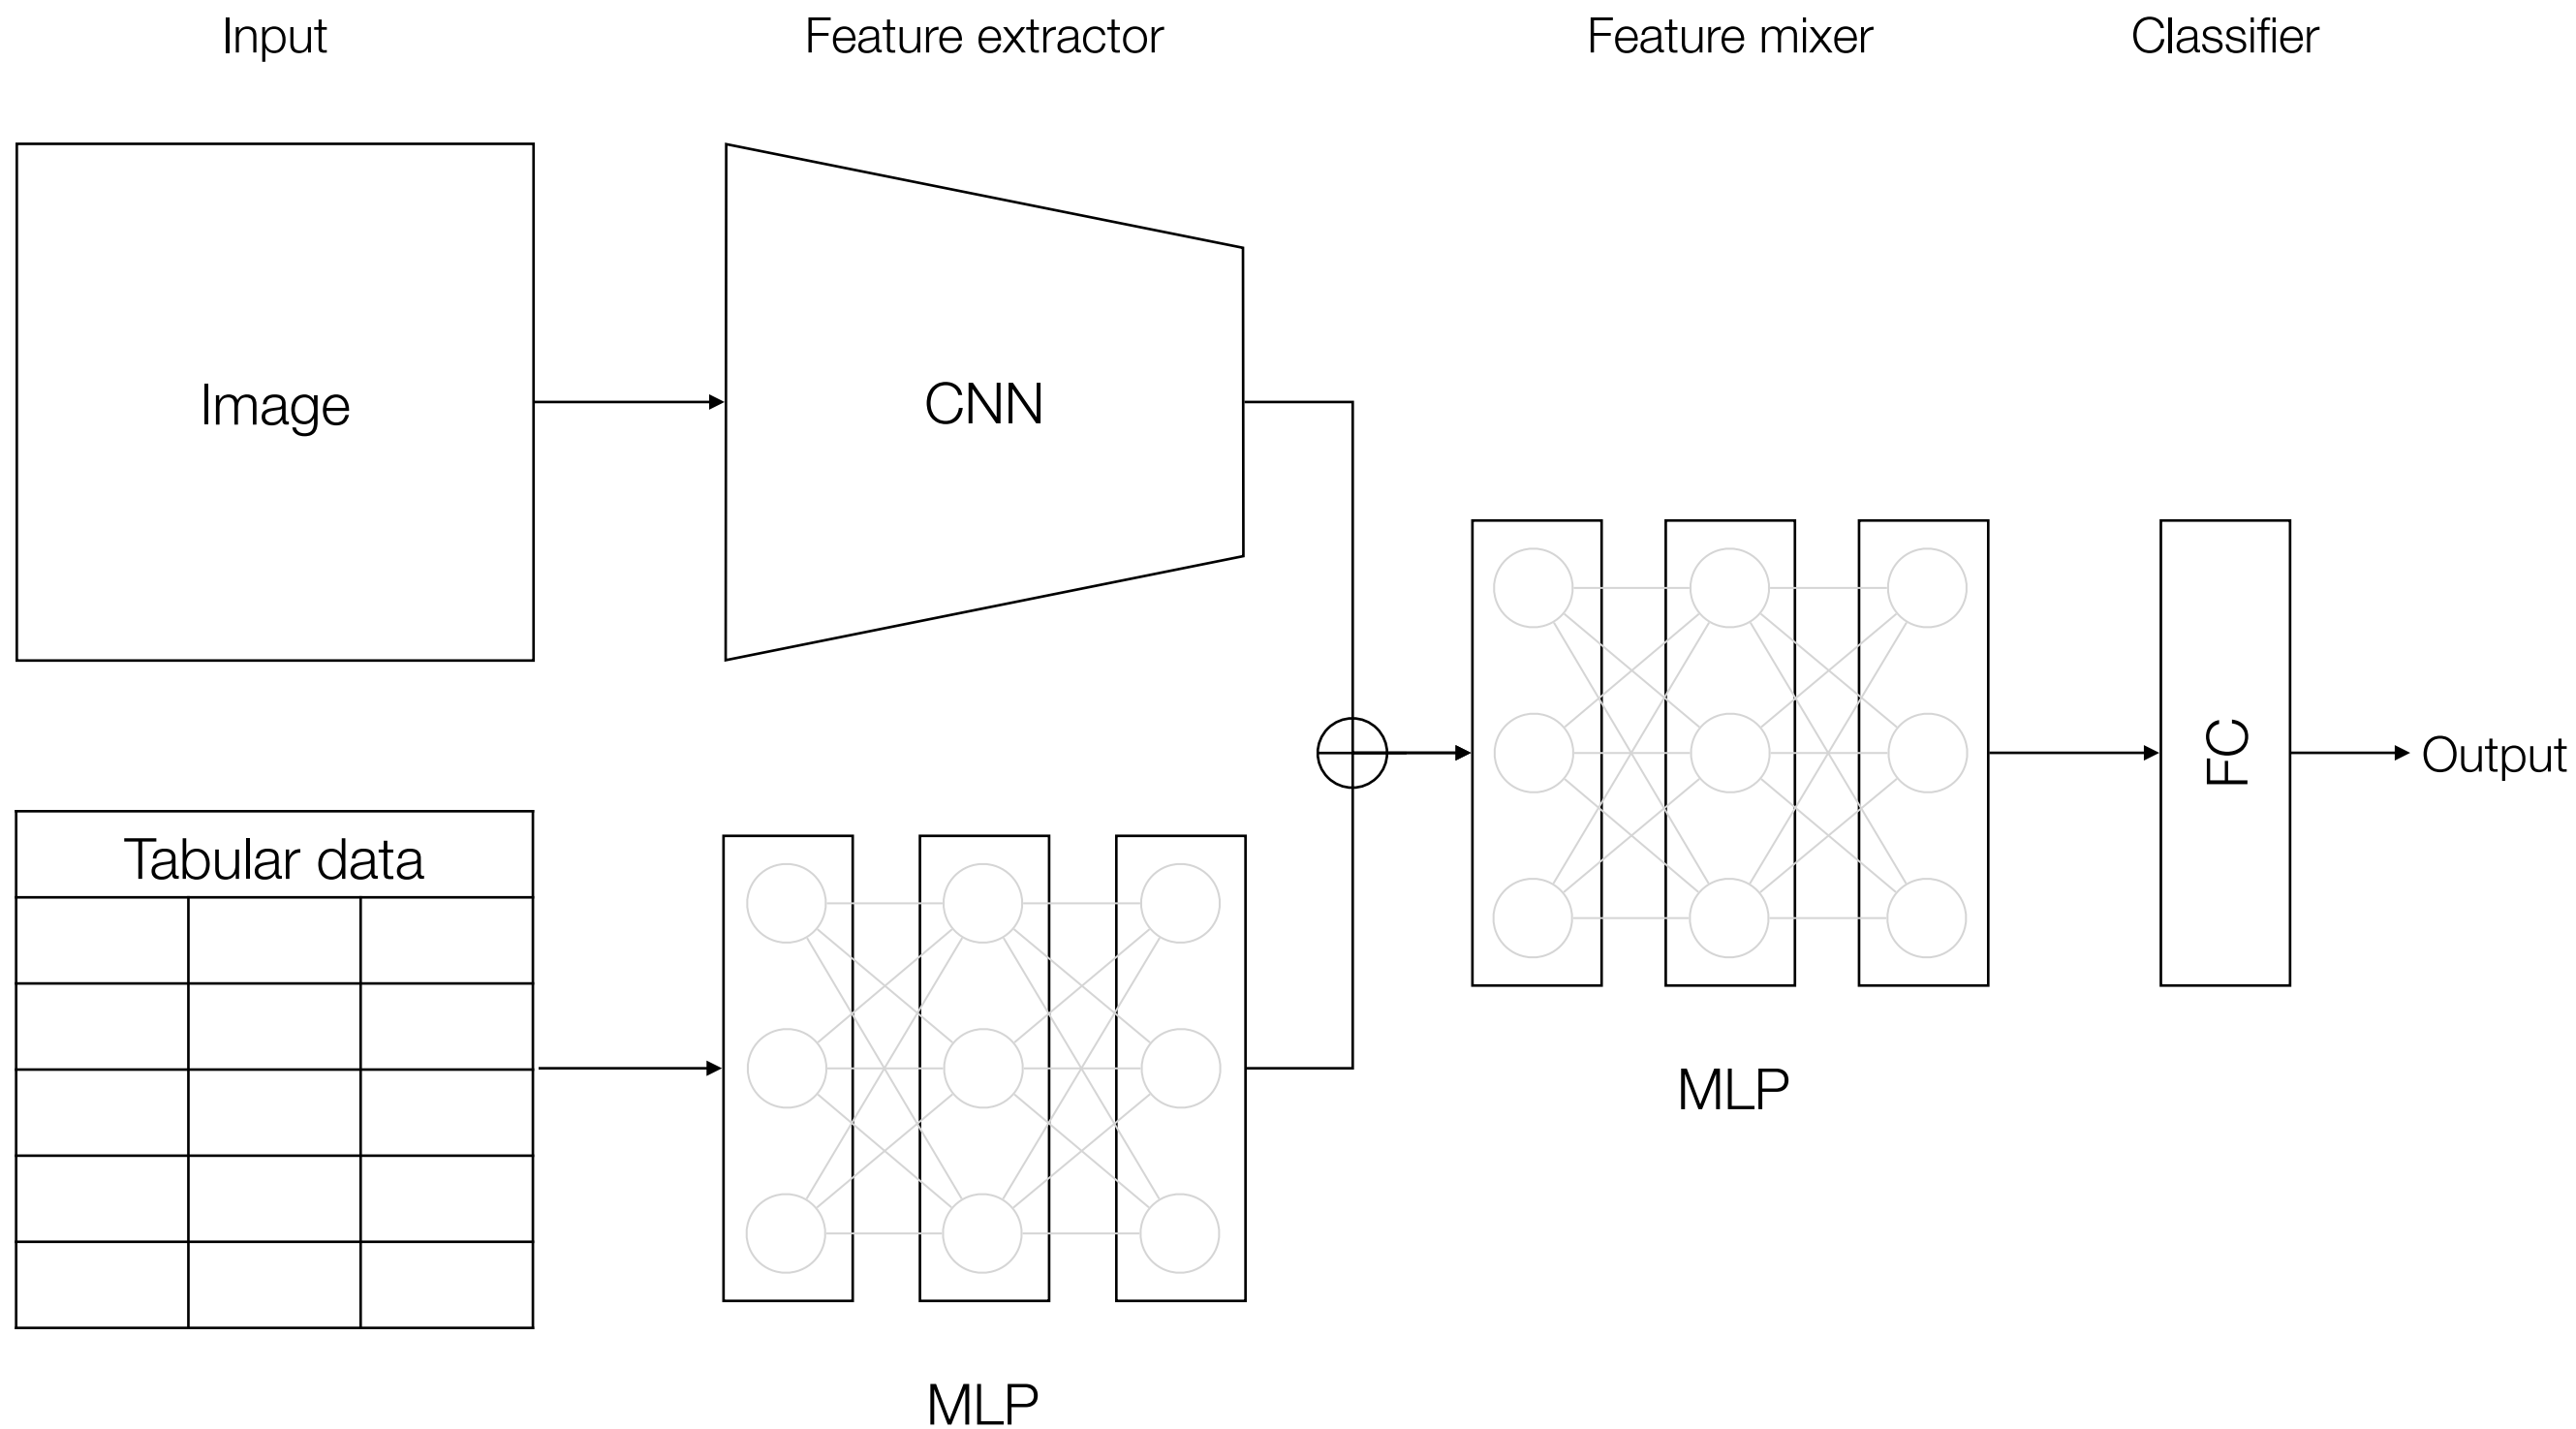 Input
Feature extractor
Feature mixer
Classifier
Image
CNN
FC
Output
Tabular data
MLP
MLP